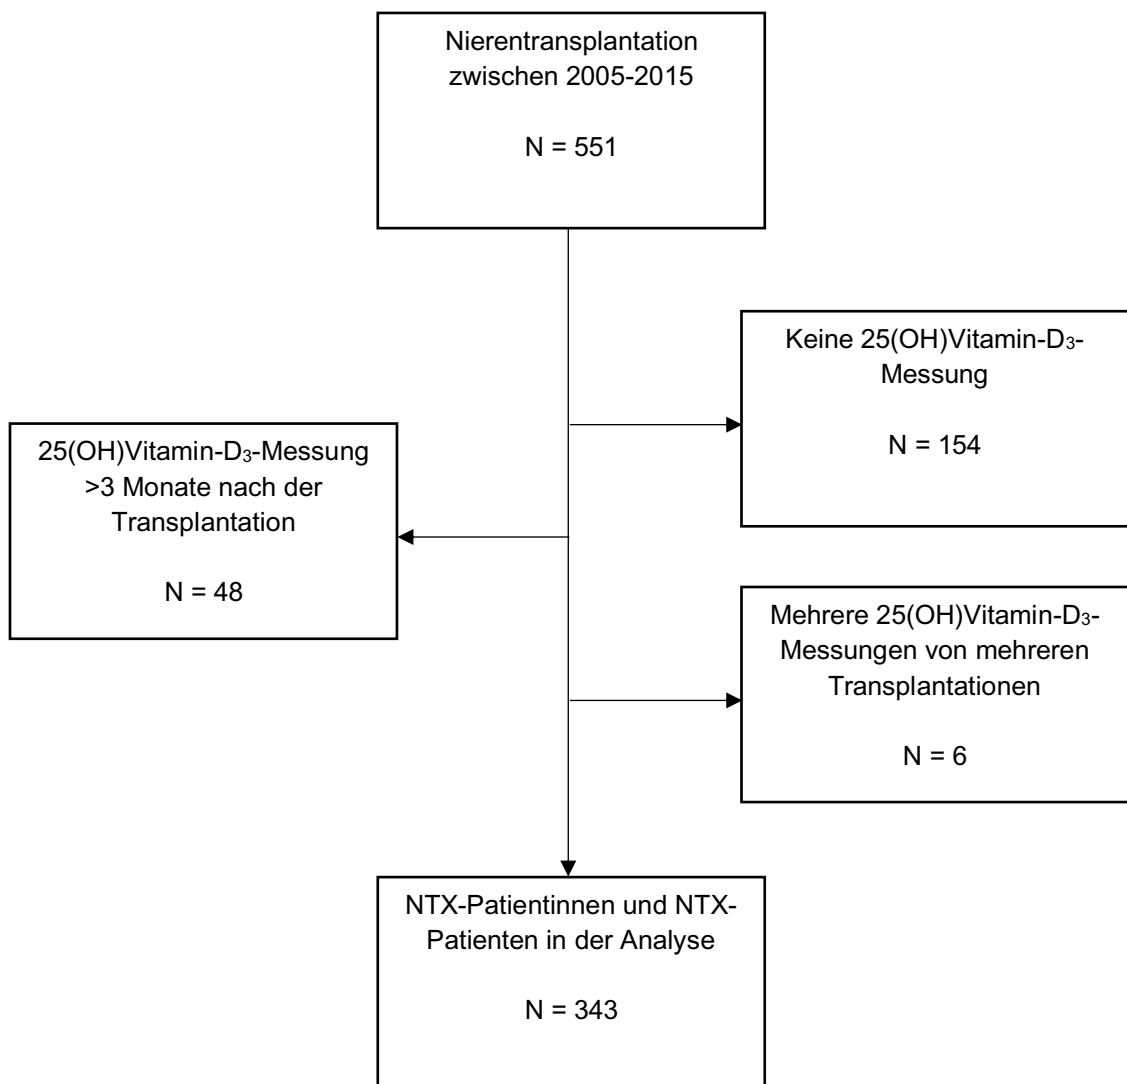 Nierentransplantation
zwischen 2005-2015
N = 551
Keine 25(OH)Vitamin-D₃-
Messung
N = 154
25(OH)Vitamin-D₃-Messung
>3 Monate nach der
Transplantation
N = 48
Mehrere 25(OH)Vitamin-D₃-
Messungen von mehreren
Transplantationen
N = 6
NTX-Patientinnen und NTX-
Patienten in der Analyse
N = 343